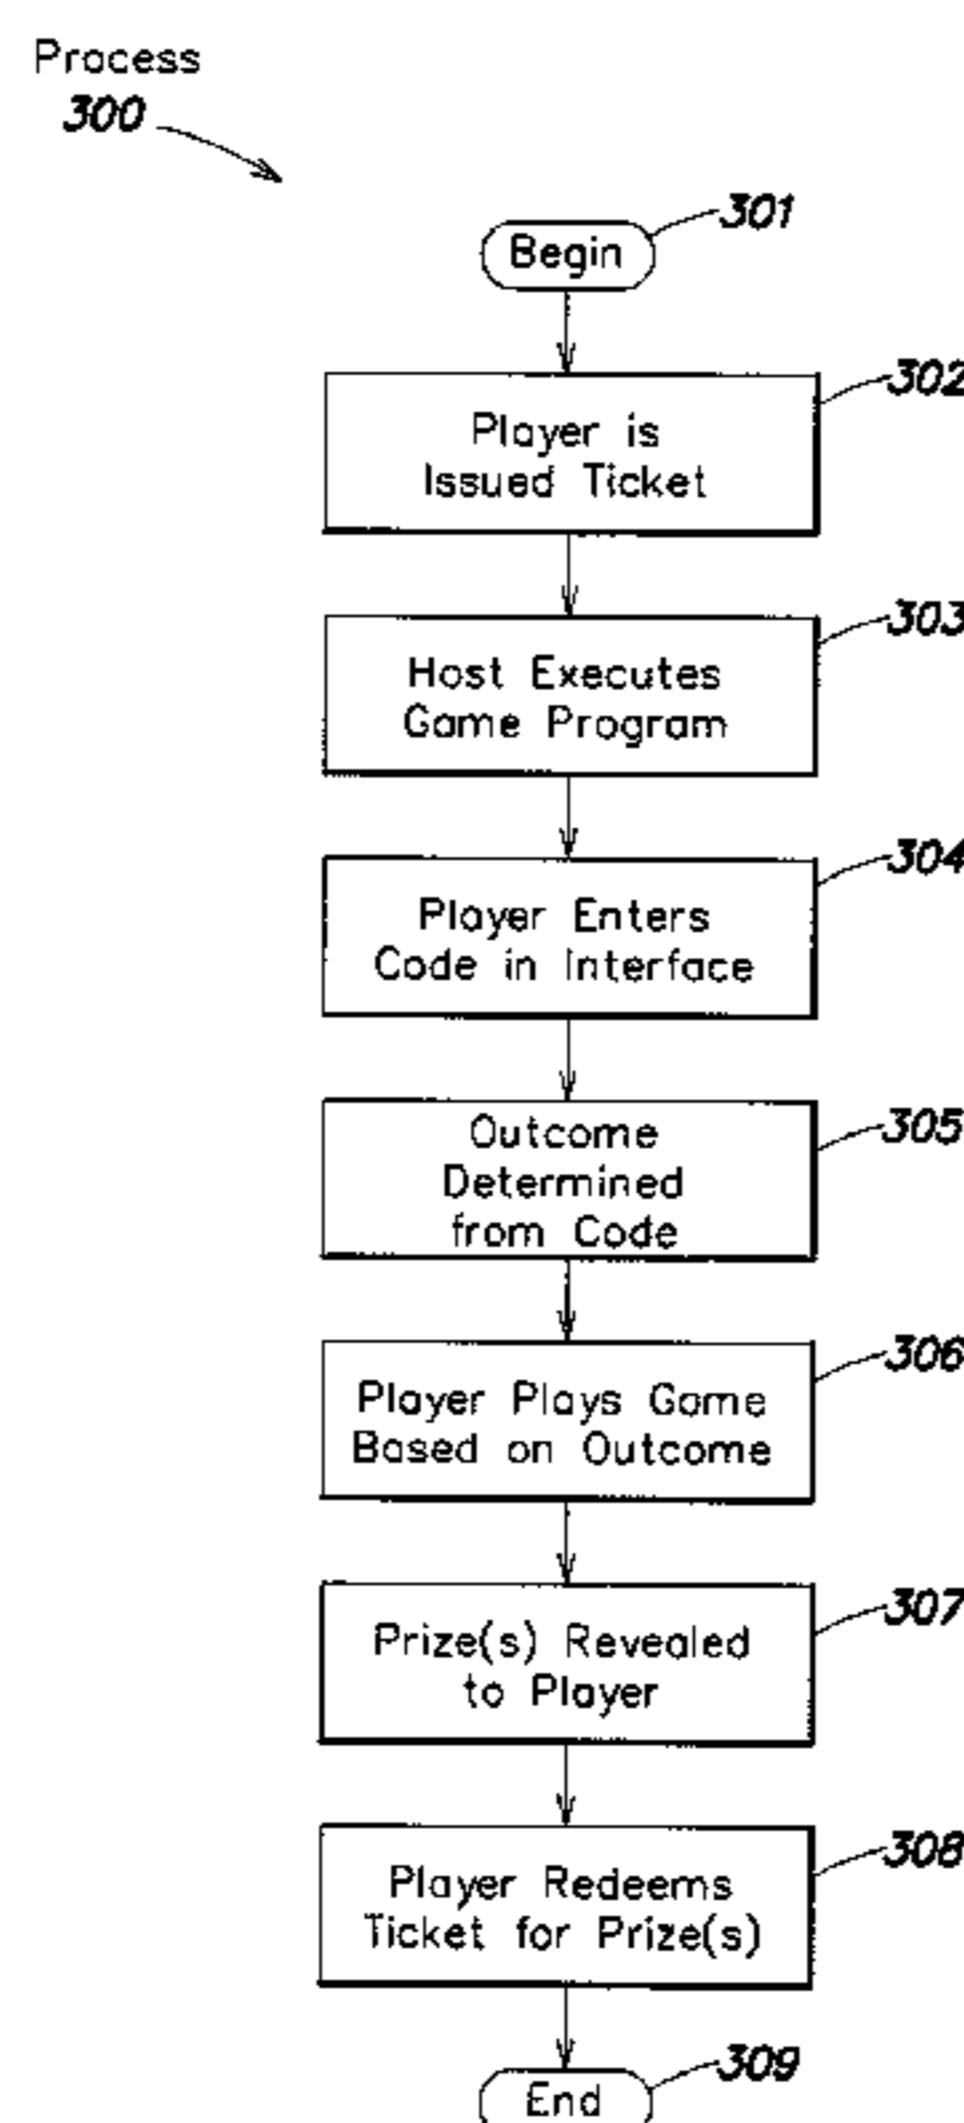 Process
300
301
Begin
302
Player is
Issued Ticket
303
Host Executes
Game Program
304
Player Enters
Code in Interface
305
Outcome
Determined
from Code
306
Player Plays Game
Based on Outcome
307
Prize(s) Revealed
to Player
308
Player Redeems
Ticket for Prize(s)
309
End